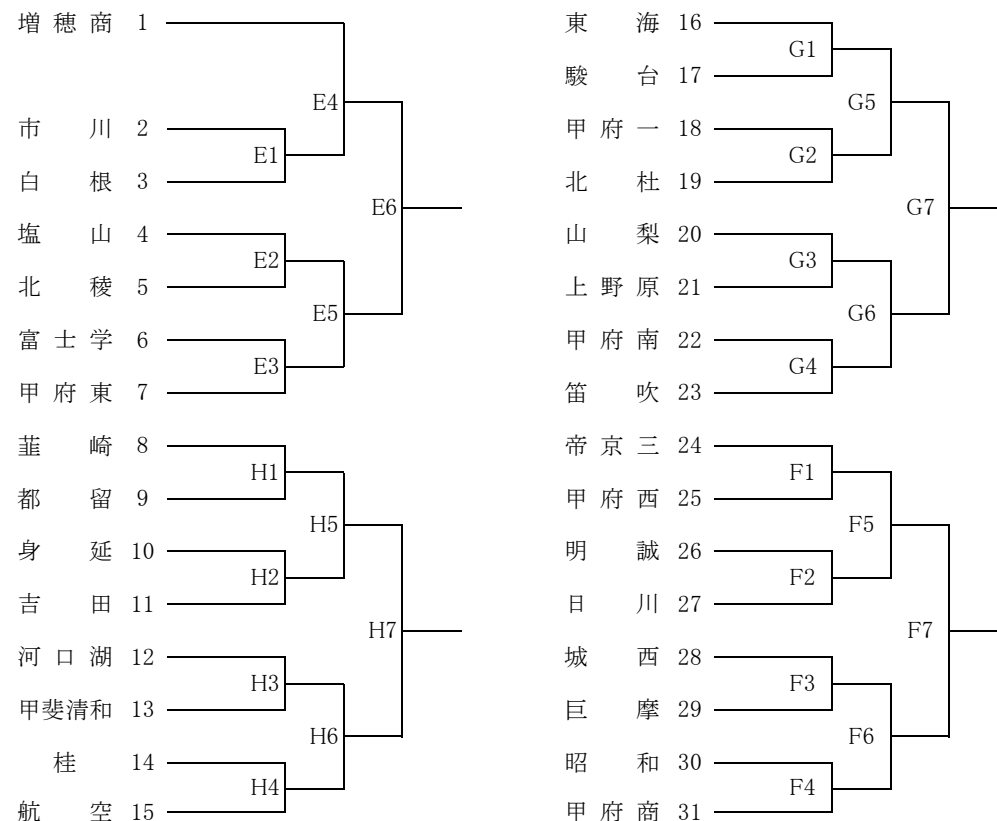 増穂商 1
E4
市川 2
E1
白根 3
E6
塩山 4
E2
北稜 5
E5
富士学 6
E3
甲府東 7
韮崎 8
H1
都留 9
H5
身延 10
H2
吉田 11
H7
河口湖 12
H3
甲斐清和 13
H6
桂 14
H4
航空 15
東海 16
G1
駿台 17
G5
甲府一 18
G2
北杜 19
G7
山梨 20
G3
上野原 21
G6
甲府南 22
G4
笛吹 23
帝京三 24
F1
甲府西 25
F5
明誠 26
F2
日川 27
F7
城西 28
F3
巨摩 29
F6
昭和 30
F4
甲府商 31